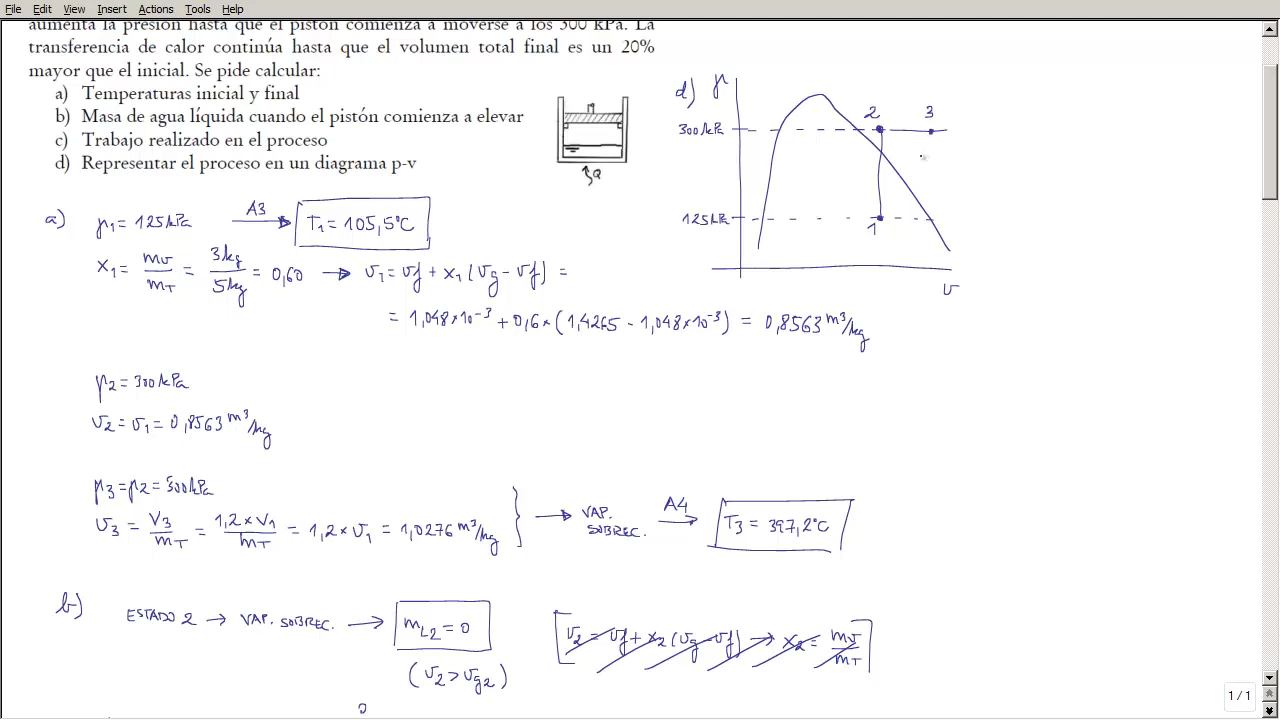 File Edit View Insert Actions Tools Help
aumenta la presión hasta que el pistón comienza a moverse a los 300 kPa. La
transferencia de calor continúa hasta que el volumen total final es un 20%
mayor que el inicial. Se pide calcular:
a) Temperaturas inicial y final
b) Masa de agua líquida cuando el pistón comienza a elevar
c) Trabajo realizado en el proceso
d) Representar el proceso en un diagrama p-v
Q
d) p
300 kPa
2 3
125 kPa
1
v
a) p1 = 125 kPa A3 T1 = 105,5°C
x1 = mv/mT = 3kg/5kg = 0,60 → v1 = vf + x1 (vg - vf) =
= 1,048×10-3 + 0,6×(1,4265 - 1,048×10-3) = 0,8563 m3/kg
p2 = 300 kPa
v2 = v1 = 0,8563 m3/kg
p3 = p2 = 300 kPa
v3 = V3/mT = 1,2×V1/mT = 1,2×v1 = 1,0276 m3/kg } → VAP. SOBREC. A4 → T3 = 397,2°C
b) ESTADO 2 → VAP. SOBREC. → mL2 = 0
(v2 > vg2)
[v2 = vf + x2 (vg - vf) → x2 = mv/mT]
1 / 1